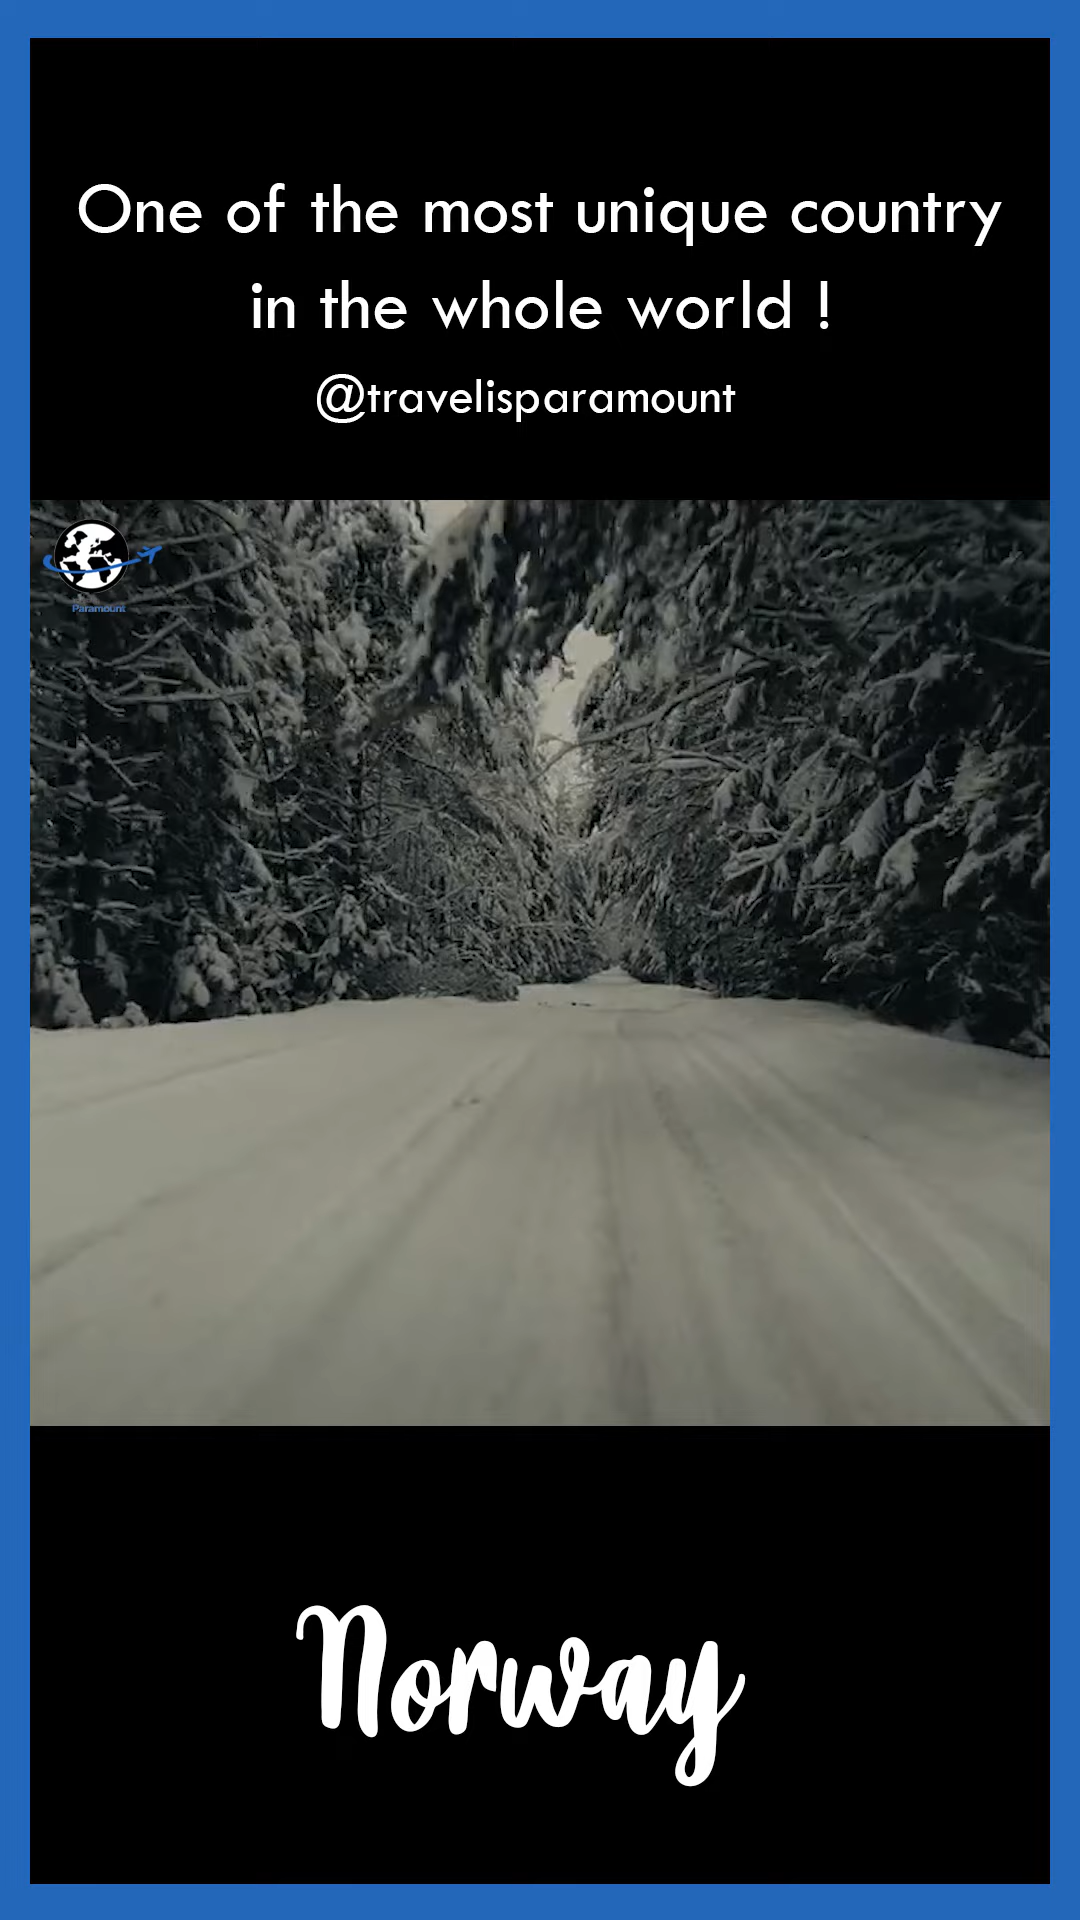 One of the most unique country
in the whole world !
@travelisparamount
Paramount
Norway